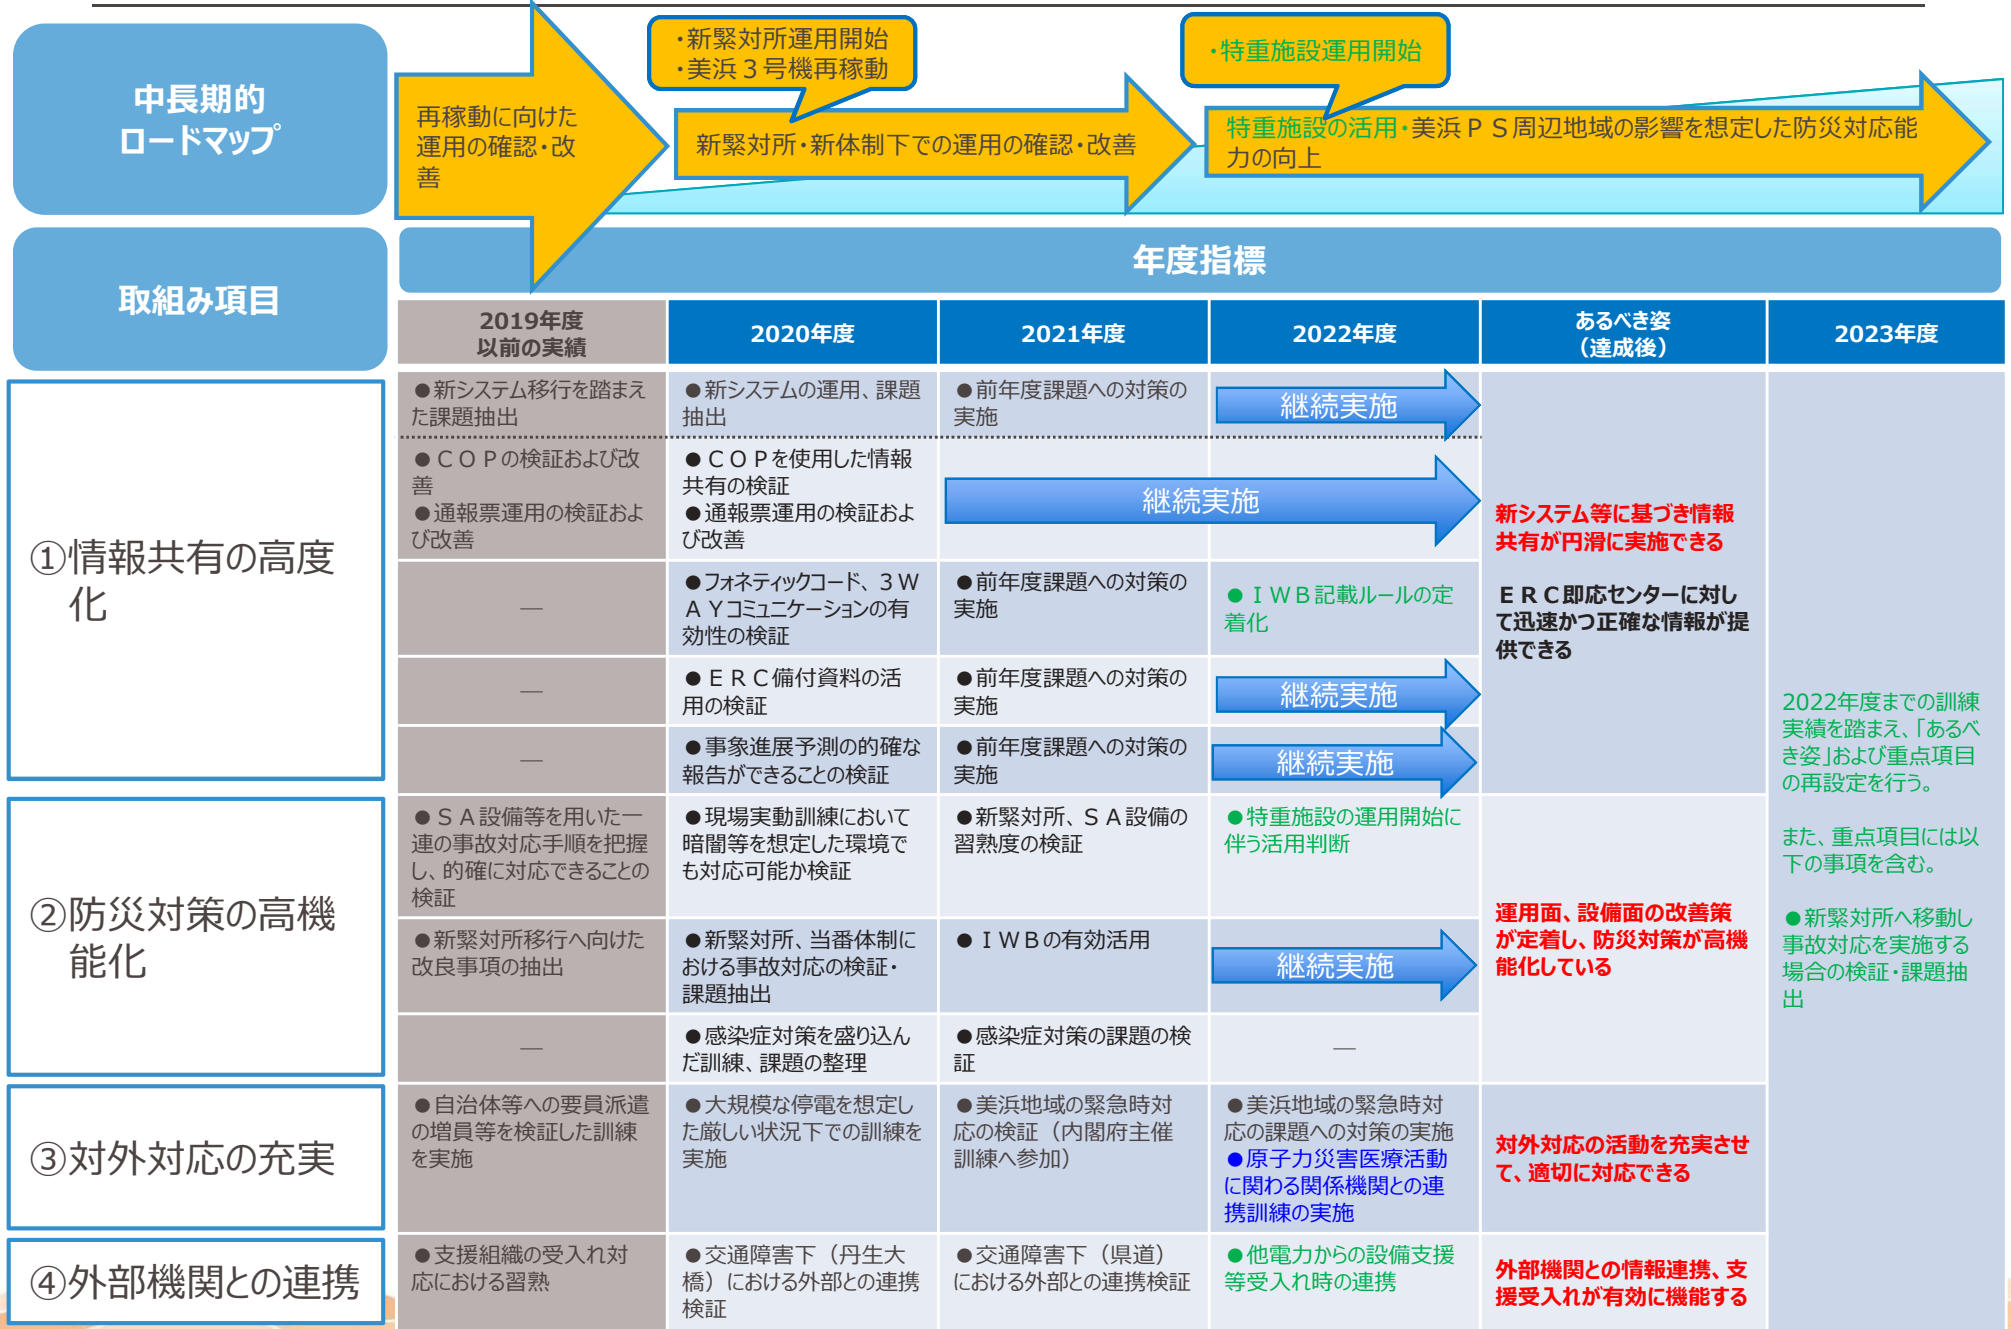 中長期的
ロードマップ
再稼動に向けた
運用の確認・改
善
・新緊対所運用開始
・美浜３号機再稼動
新緊対所・新体制下での運用の確認・改善
・特重施設運用開始
特重施設の活用・美浜ＰＳ周辺地域の影響を想定した防災対応能
力の向上
取組み項目
年度指標
2019年度
以前の実績
2020年度
2021年度
2022年度
あるべき姿
（達成後）
2023年度
①情報共有の高度
化
●新システム移行を踏まえ
た課題抽出
●新システムの運用、課題
抽出
●前年度課題への対策の
実施
継続実施
●ＣＯＰの検証および改
善
●通報票運用の検証およ
び改善
●ＣＯＰを使用した情報
共有の検証
●通報票運用の検証およ
び改善
継続実施
―
●フォネティックコード、３Ｗ
ＡＹコミュニケーションの有
効性の検証
●前年度課題への対策の
実施
●ＩＷＢ記載ルールの定
着化
―
●ＥＲＣ備付資料の活
用の検証
●前年度課題への対策の
実施
継続実施
―
●事象進展予測の的確な
報告ができることの検証
●前年度課題への対策の
実施
継続実施
新システム等に基づき情報
共有が円滑に実施できる
ＥＲＣ即応センターに対し
て迅速かつ正確な情報が提
供できる
②防災対策の高機
能化
●ＳＡ設備等を用いた一
連の事故対応手順を把握
し、的確に対応できることの
検証
●現場実動訓練において
暗闇等を想定した環境で
も対応可能か検証
●新緊対所、ＳＡ設備の
習熟度の検証
●特重施設の運用開始に
伴う活用判断
●新緊対所移行へ向けた
改良事項の抽出
●新緊対所、当番体制に
おける事故対応の検証・
課題抽出
●ＩＷＢの有効活用
継続実施
―
●感染症対策を盛り込ん
だ訓練、課題の整理
●感染症対策の課題の検
証
―
運用面、設備面の改善策
が定着し、防災対策が高機
能化している
③対外対応の充実
●自治体等への要員派遣
の増員等を検証した訓練
を実施
●大規模な停電を想定し
た厳しい状況下での訓練を
実施
●美浜地域の緊急時対
応の検証（内閣府主催
訓練へ参加）
●美浜地域の緊急時対
応の課題への対策の実施
●原子力災害医療活動
に関わる関係機関との連
携訓練の実施
対外対応の活動を充実させ
て、適切に対応できる
④外部機関との連携
●支援組織の受入れ対
応における習熟
●交通障害下（丹生大
橋）における外部との連携
検証
●交通障害下（県道）
における外部との連携検証
●他電力からの設備支援
等受入れ時の連携
外部機関との情報連携、支
援受入れが有効に機能する
2022年度までの訓練
実績を踏まえ、「あるべ
き姿」および重点項目
の再設定を行う。
また、重点項目には以
下の事項を含む。
●新緊対所へ移動し
事故対応を実施する
場合の検証・課題抽
出